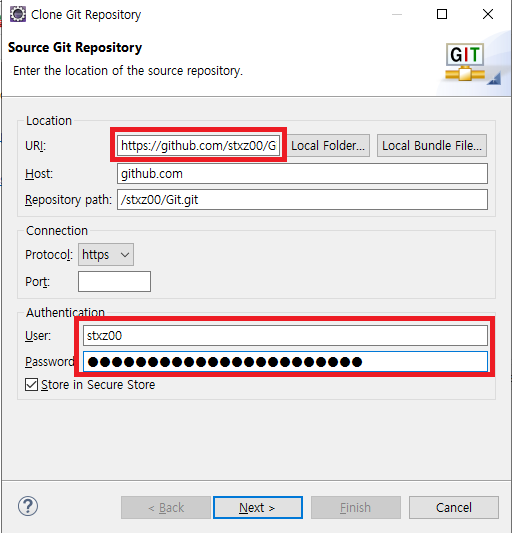 Clone Git Repository
Source Git Repository
Enter the location of the source repository.
GIT
Location
URI: https://github.com/stxz00/G Local Folder... Local Bundle File...
Host: github.com
Repository path: /stxz00/Git.git
Connection
Protocol: https
Port:
Authentication
User: stxz00
Password ●●●●●●●●●●●●●●●●●●●●●●●
Store in Secure Store
? < Back Next > Finish Cancel